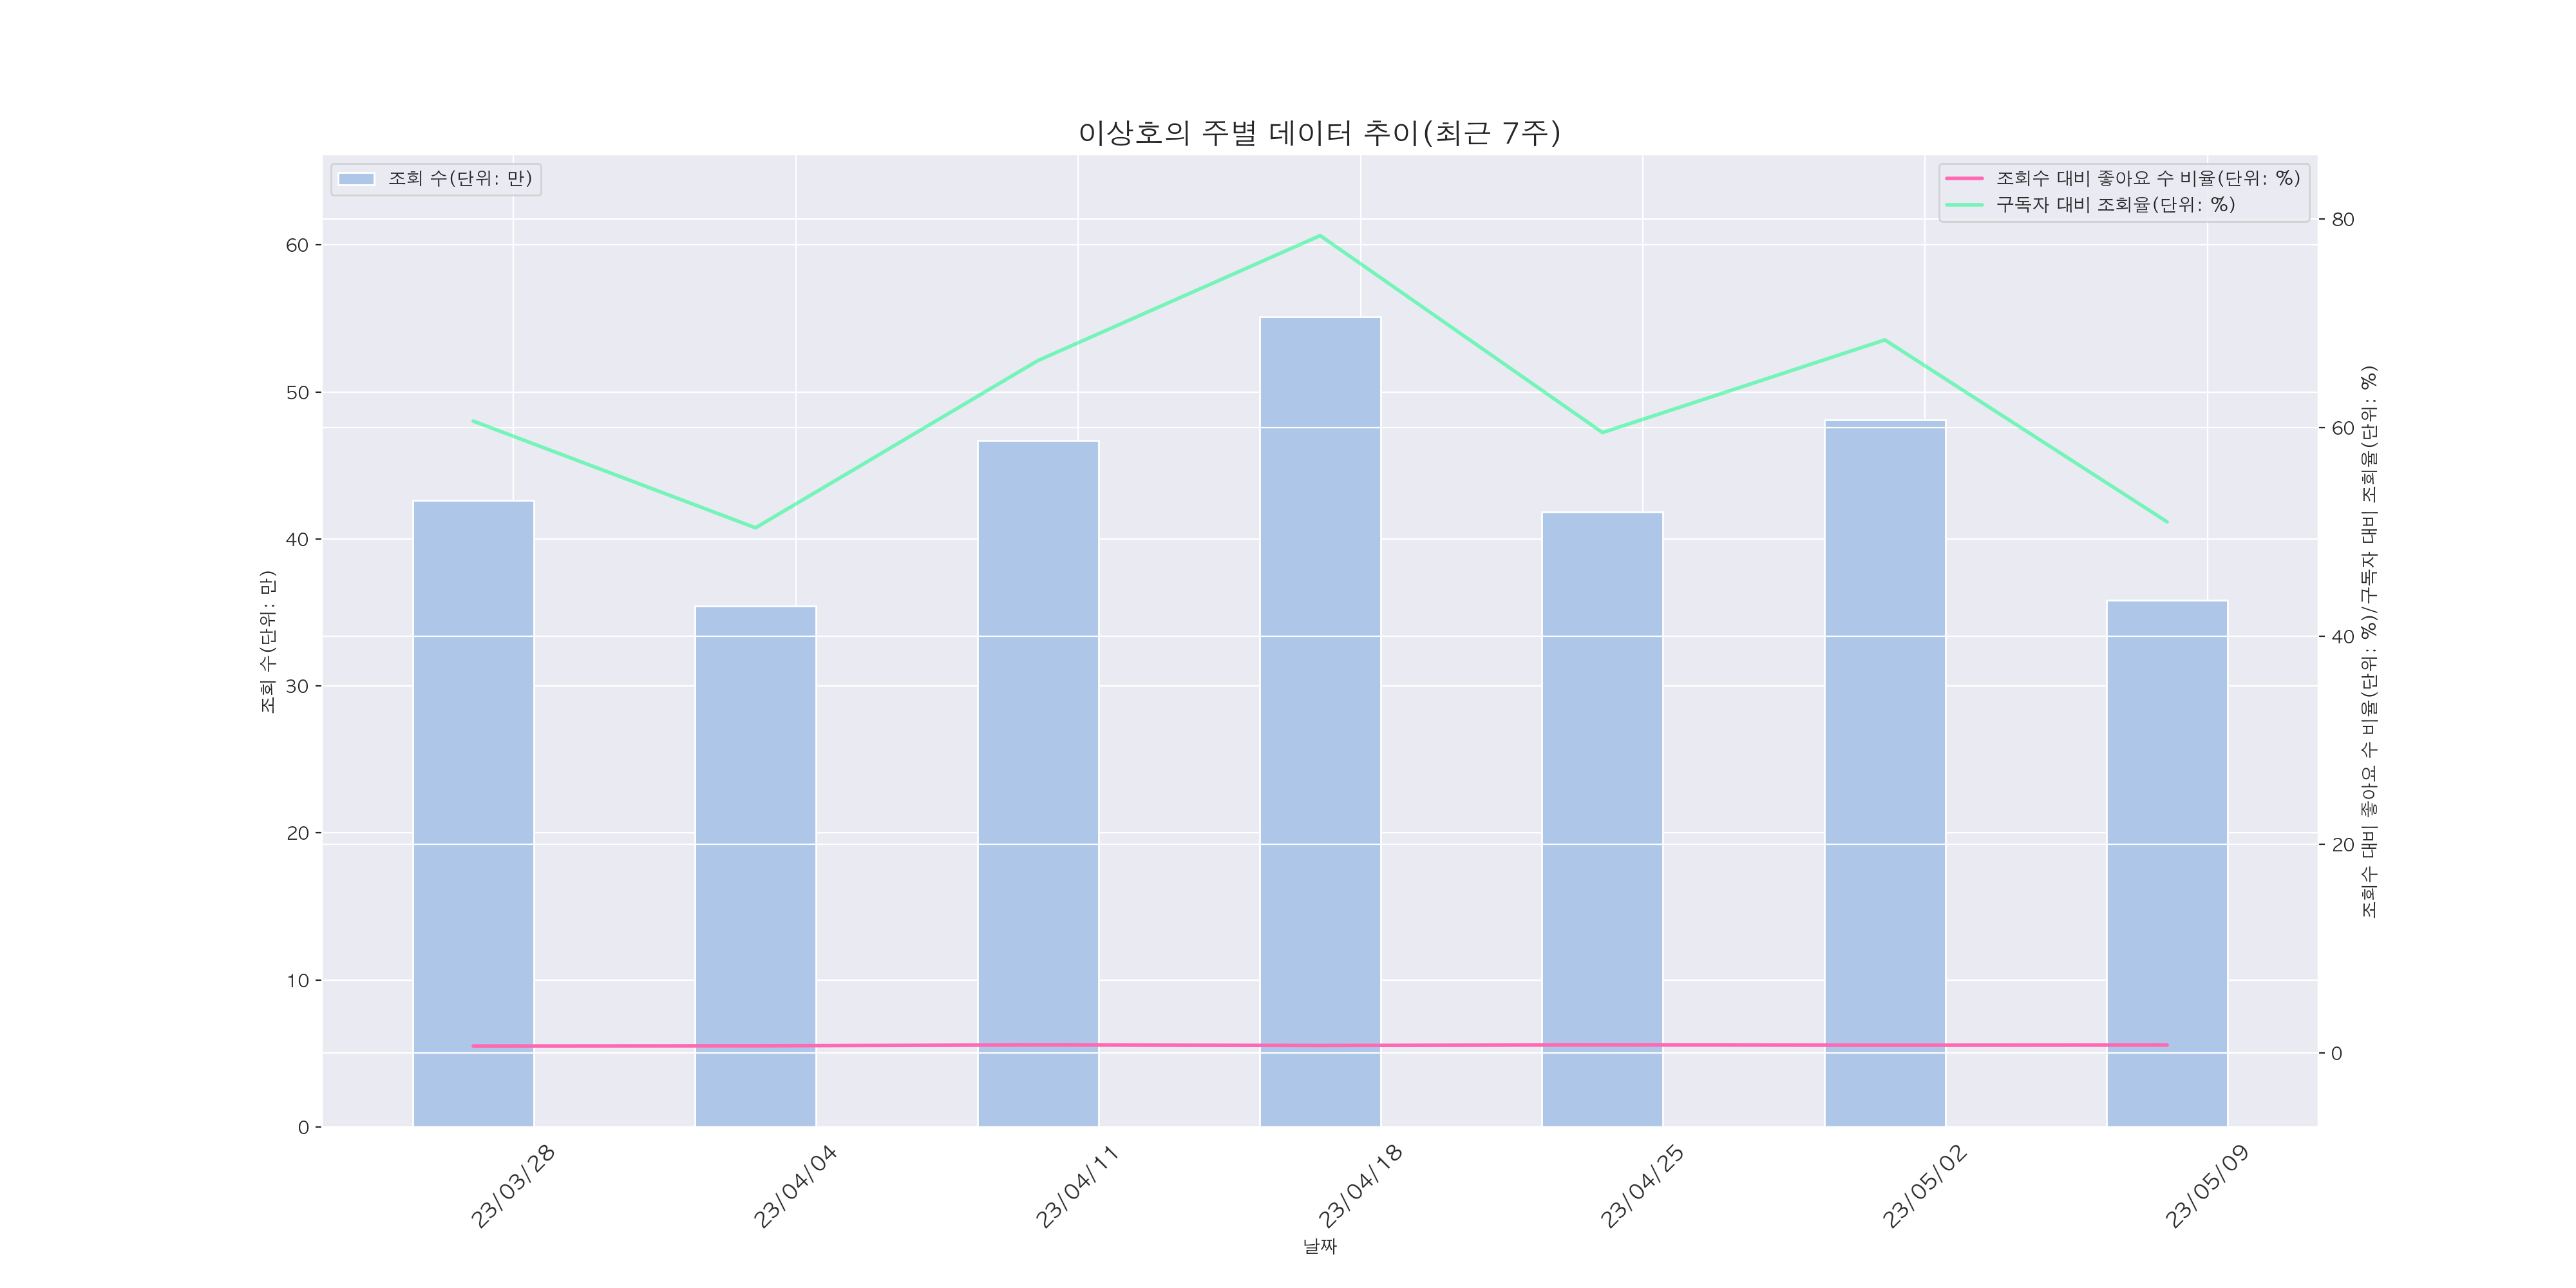 이상호의 주별 데이터 추이(최근 7주)
조회 수(단위: 만)
조회수 대비 좋아요 수 비율(단위: %)
구독자 대비 조회율(단위: %)
60
50
40
30
20
10
0
조회 수(단위: 만)
80
60
40
20
0
조회수 대비 좋아요 수 비율(단위: %)/구독자 대비 조회율(단위: %)
23/03/28
23/04/04
23/04/11
23/04/18
23/04/25
23/05/02
23/05/09
날짜